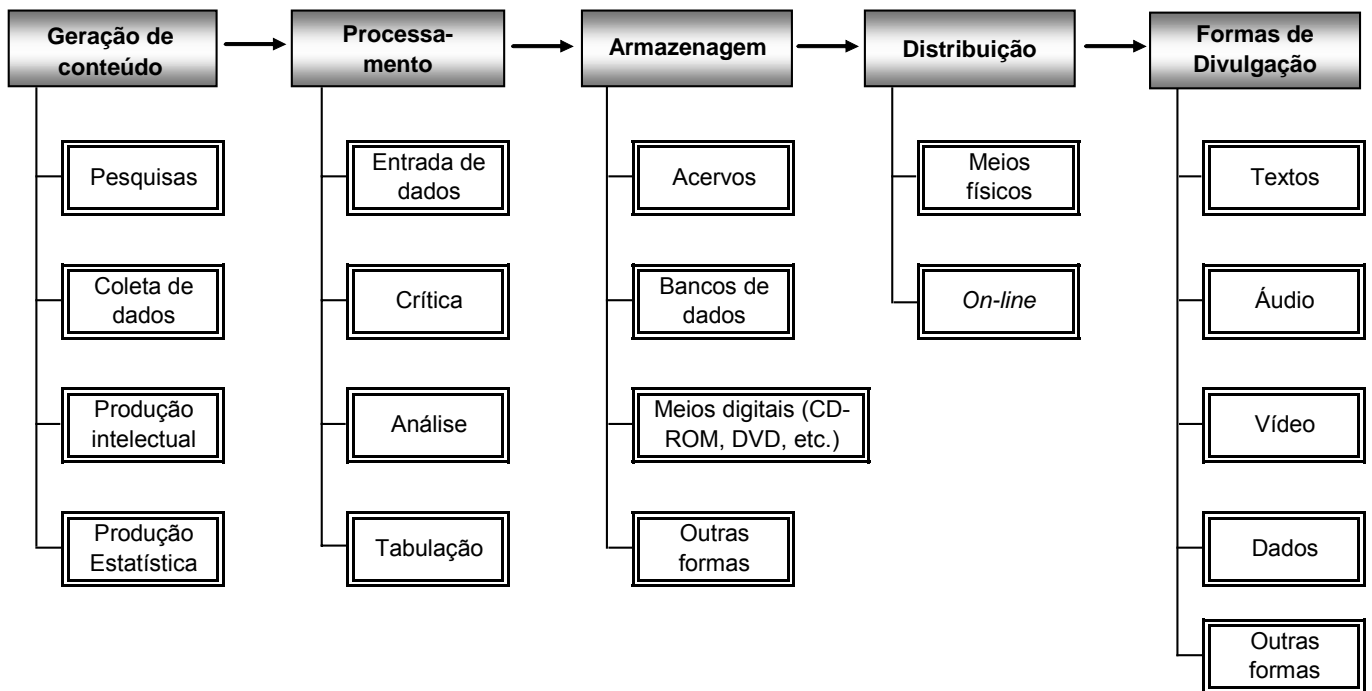 Geração de
conteúdo
Processa-
mento
Armazenagem
Distribuição
Formas de
Divulgação
Pesquisas
Coleta de
dados
Produção
intelectual
Produção
Estatística
Entrada de
dados
Crítica
Análise
Tabulação
Acervos
Bancos de
dados
Meios digitais (CD-
ROM, DVD, etc.)
Outras
formas
Meios
físicos
On-line
Textos
Áudio
Vídeo
Dados
Outras
formas